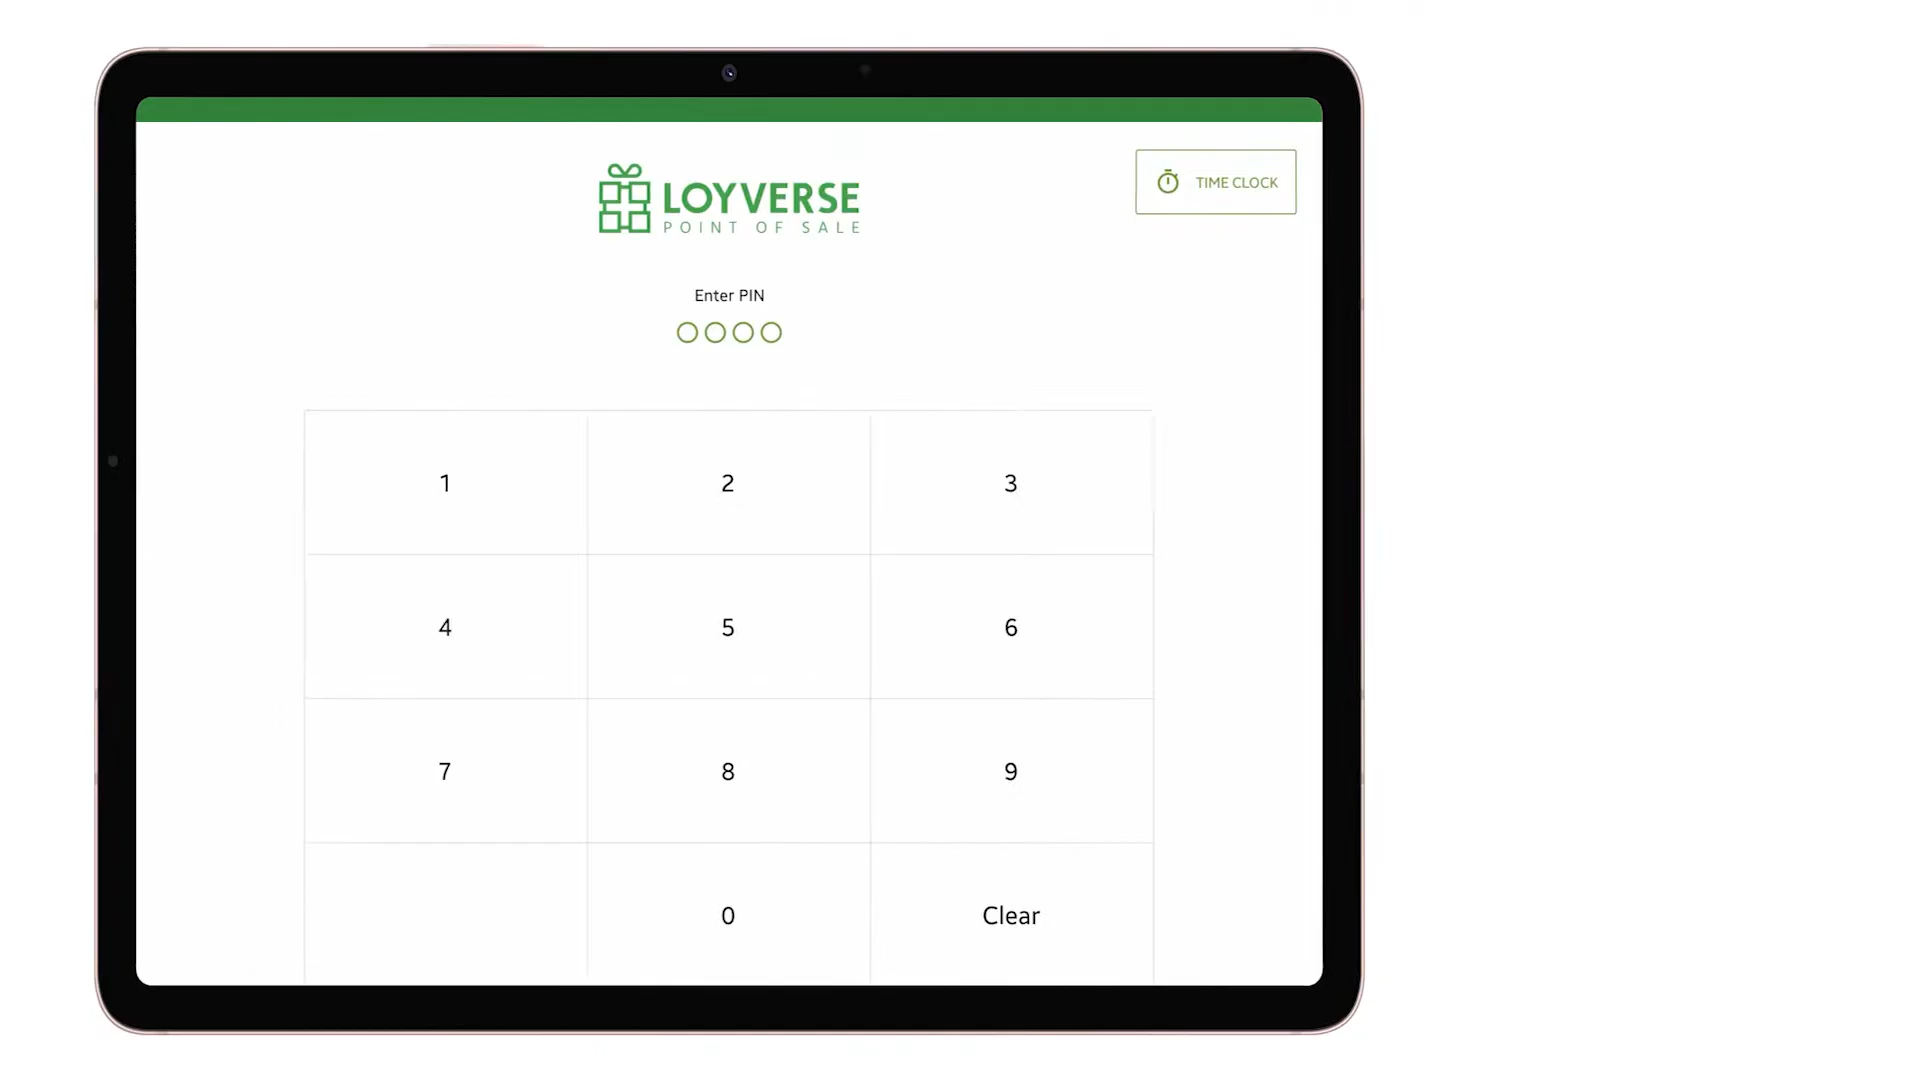 LOYVERSE
POINT OF SALE
TIME CLOCK
Enter PIN
1 2 3
4 5 6
7 8 9
0 Clear